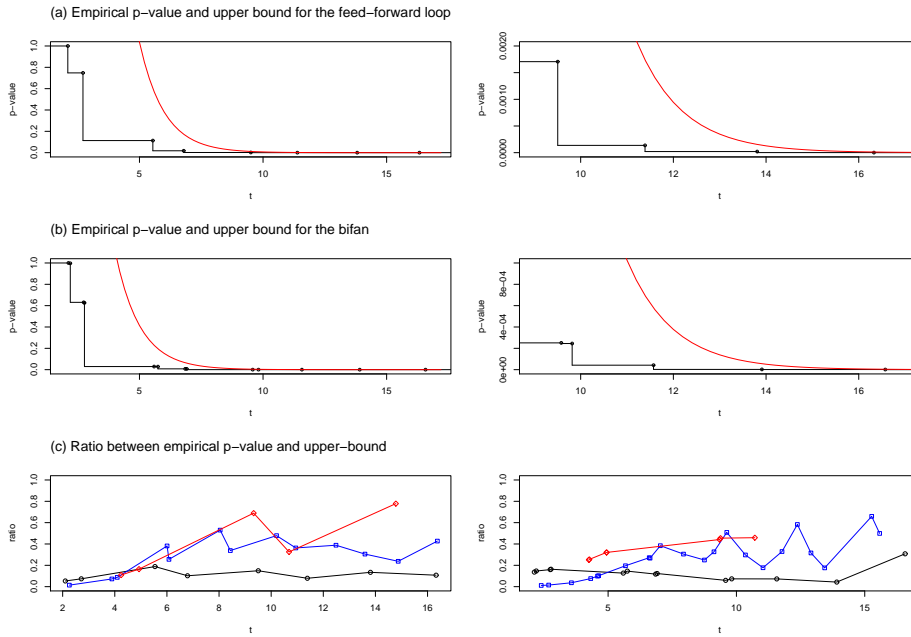 (a) Empirical p−value and upper bound for the feed−forward loop
p−value
0.0 0.2 0.4 0.6 0.8 1.0
5 10 15
t
p−value
0.0000 0.0010 0.0020
10 12 14 16
t
(b) Empirical p−value and upper bound for the bifan
p−value
0.0 0.2 0.4 0.6 0.8 1.0
5 10 15
t
p−value
0e+00 4e−04 8e−04
10 12 14 16
t
(c) Ratio between empirical p−value and upper−bound
ratio
0.0 0.2 0.4 0.6 0.8 1.0
2 4 6 8 10 12 14 16
t
ratio
0.0 0.2 0.4 0.6 0.8 1.0
5 10 15
t